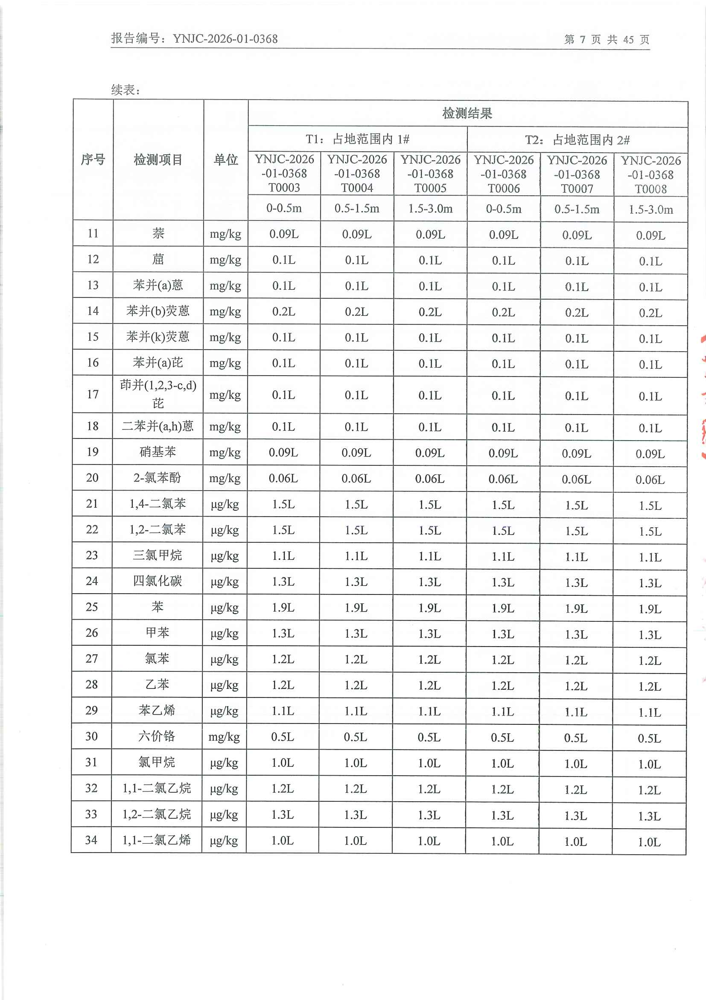 报告编号：YNJC-2026-01-0368 第 7 页 共 45 页
续表：
序号 检测项目 单位 检测结果
T1：占地范围内 1# T2：占地范围内 2#
YNJC-2026 YNJC-2026 YNJC-2026 YNJC-2026 YNJC-2026 YNJC-2026
-01-0368 -01-0368 -01-0368 -01-0368 -01-0368 -01-0368
T0003 T0004 T0005 T0006 T0007 T0008
0-0.5m 0.5-1.5m 1.5-3.0m 0-0.5m 0.5-1.5m 1.5-3.0m
11 萘 mg/kg 0.09L 0.09L 0.09L 0.09L 0.09L 0.09L
12 䓛 mg/kg 0.1L 0.1L 0.1L 0.1L 0.1L 0.1L
13 苯并(a)蒽 mg/kg 0.1L 0.1L 0.1L 0.1L 0.1L 0.1L
14 苯并(b)荧蒽 mg/kg 0.2L 0.2L 0.2L 0.2L 0.2L 0.2L
15 苯并(k)荧蒽 mg/kg 0.1L 0.1L 0.1L 0.1L 0.1L 0.1L
16 苯并(a)芘 mg/kg 0.1L 0.1L 0.1L 0.1L 0.1L 0.1L
17 茚并(1,2,3-c,d)
芘 mg/kg 0.1L 0.1L 0.1L 0.1L 0.1L 0.1L
18 二苯并(a,h)蒽 mg/kg 0.1L 0.1L 0.1L 0.1L 0.1L 0.1L
19 硝基苯 mg/kg 0.09L 0.09L 0.09L 0.09L 0.09L 0.09L
20 2-氯苯酚 mg/kg 0.06L 0.06L 0.06L 0.06L 0.06L 0.06L
21 1,4-二氯苯 μg/kg 1.5L 1.5L 1.5L 1.5L 1.5L 1.5L
22 1,2-二氯苯 μg/kg 1.5L 1.5L 1.5L 1.5L 1.5L 1.5L
23 三氯甲烷 μg/kg 1.1L 1.1L 1.1L 1.1L 1.1L 1.1L
24 四氯化碳 μg/kg 1.3L 1.3L 1.3L 1.3L 1.3L 1.3L
25 苯 μg/kg 1.9L 1.9L 1.9L 1.9L 1.9L 1.9L
26 甲苯 μg/kg 1.3L 1.3L 1.3L 1.3L 1.3L 1.3L
27 氯苯 μg/kg 1.2L 1.2L 1.2L 1.2L 1.2L 1.2L
28 乙苯 μg/kg 1.2L 1.2L 1.2L 1.2L 1.2L 1.2L
29 苯乙烯 μg/kg 1.1L 1.1L 1.1L 1.1L 1.1L 1.1L
30 六价铬 mg/kg 0.5L 0.5L 0.5L 0.5L 0.5L 0.5L
31 氯甲烷 μg/kg 1.0L 1.0L 1.0L 1.0L 1.0L 1.0L
32 1,1-二氯乙烷 μg/kg 1.2L 1.2L 1.2L 1.2L 1.2L 1.2L
33 1,2-二氯乙烷 μg/kg 1.3L 1.3L 1.3L 1.3L 1.3L 1.3L
34 1,1-二氯乙烯 μg/kg 1.0L 1.0L 1.0L 1.0L 1.0L 1.0L